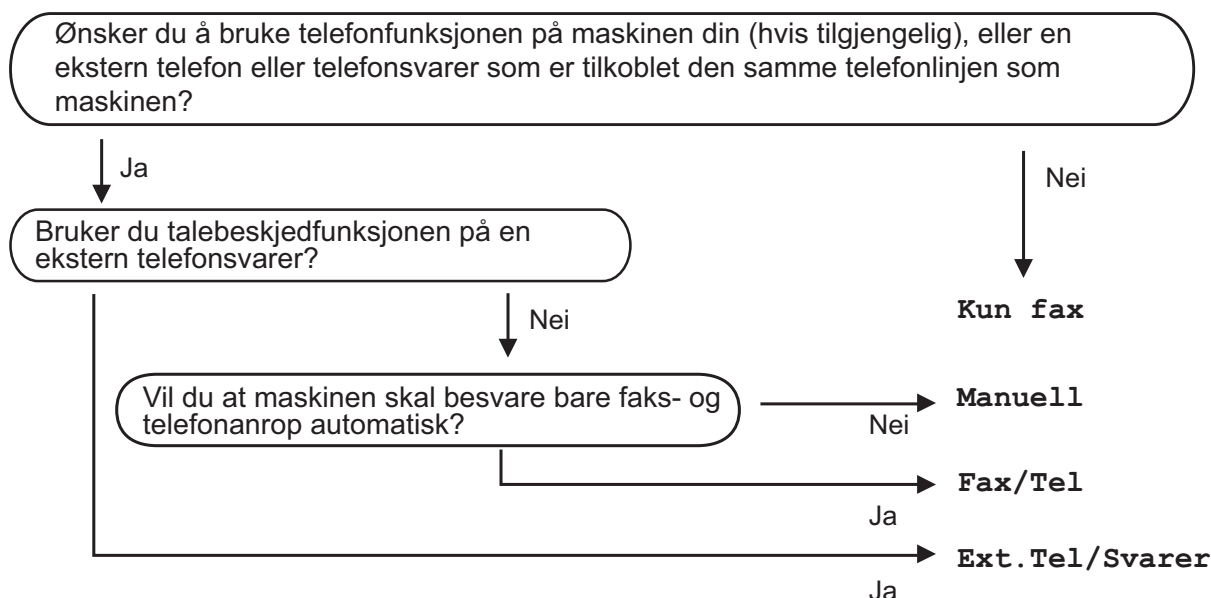 Ønsker du å bruke telefonfunksjonen på maskinen din (hvis tilgjengelig), eller en
ekstern telefon eller telefonsvarer som er tilkoblet den samme telefonlinjen som
maskinen?
Ja
Nei
Bruker du talebeskjedfunksjonen på en
ekstern telefonsvarer?
Nei
Kun fax
Vil du at maskinen skal besvare bare faks- og
telefonanrop automatisk?
Nei
Manuell
Ja
Fax/Tel
Ja
Ext.Tel/Svarer